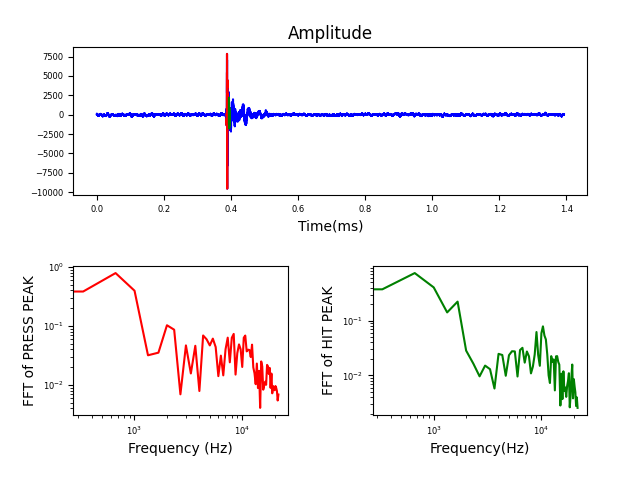 Amplitude
7500
5000
2500
0
−2500
−5000
−7500
−10000
0.0 0.2 0.4 0.6 0.8 1.0 1.2 1.4
Time(ms)
FFT of PRESS PEAK
10⁰
10⁻¹
10⁻²
10³ 10⁴
Frequency (Hz)
FFT of HIT PEAK
10⁻¹
10⁻²
10³ 10⁴
Frequency(Hz)